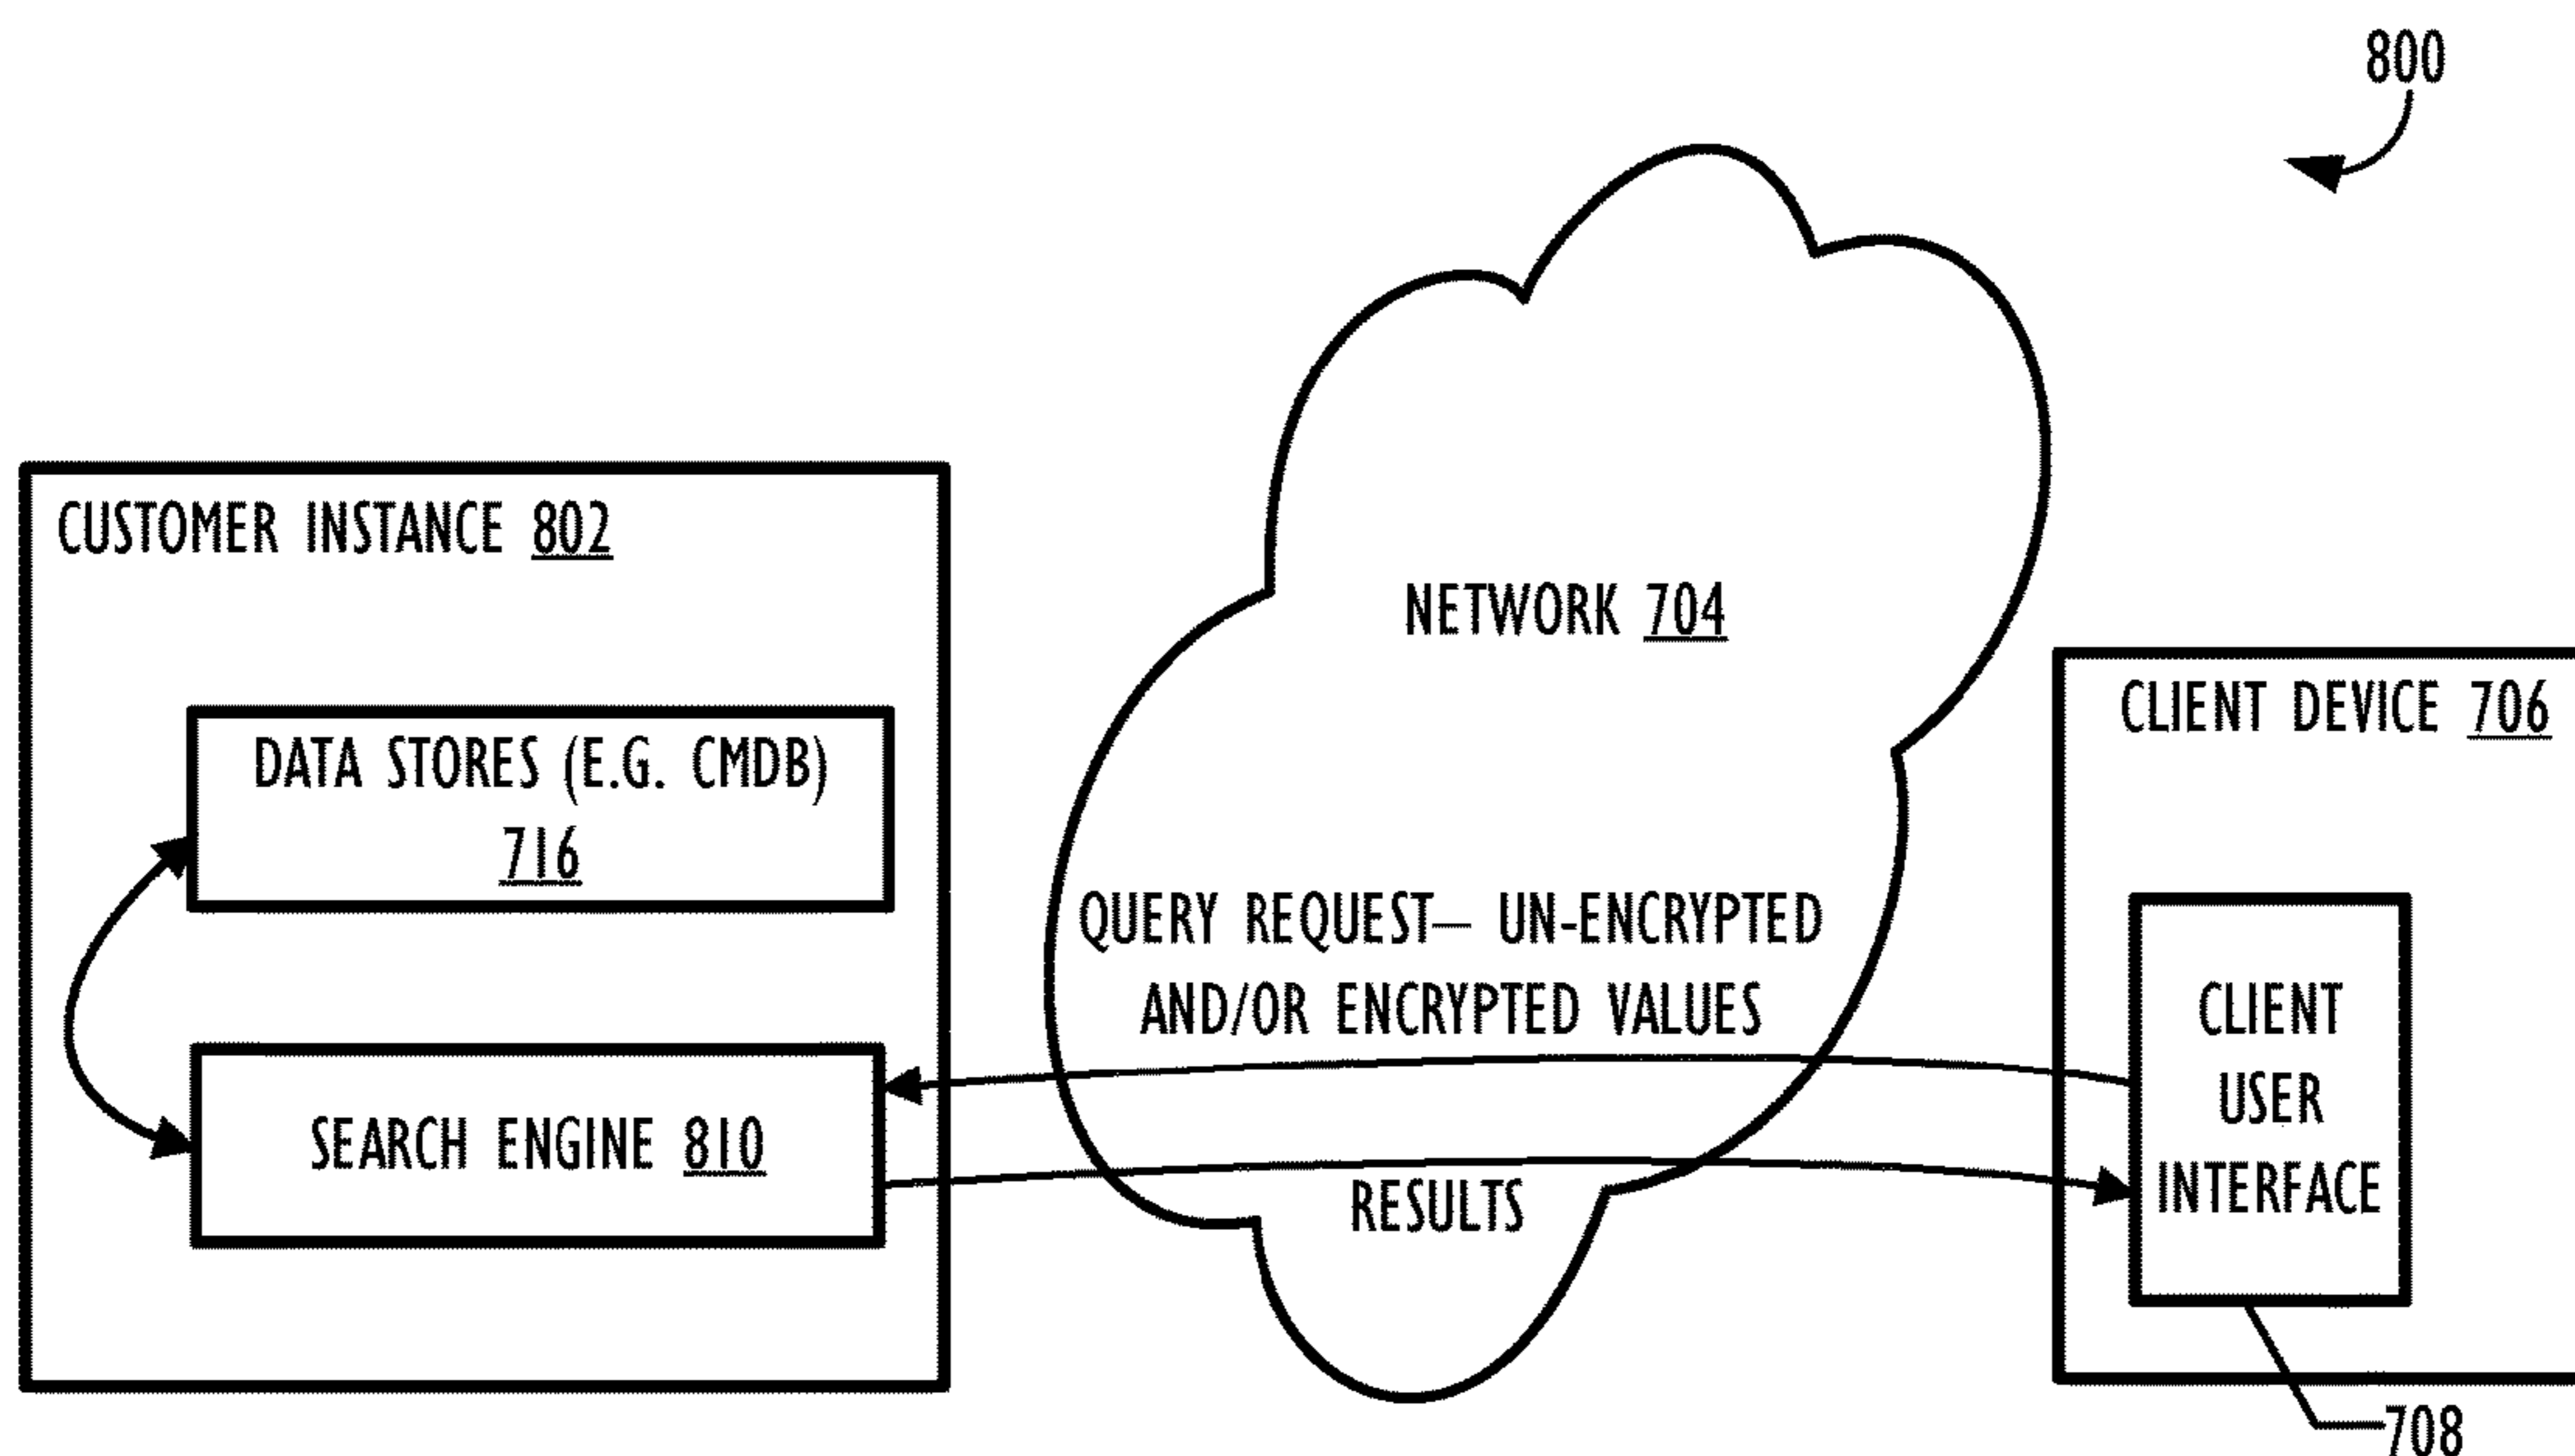 800
CUSTOMER INSTANCE 802
DATA STORES (E.G. CMDB)
716
SEARCH ENGINE 810
NETWORK 704
QUERY REQUEST– UN-ENCRYPTED
AND/OR ENCRYPTED VALUES
RESULTS
CLIENT DEVICE 706
CLIENT
USER
INTERFACE
708